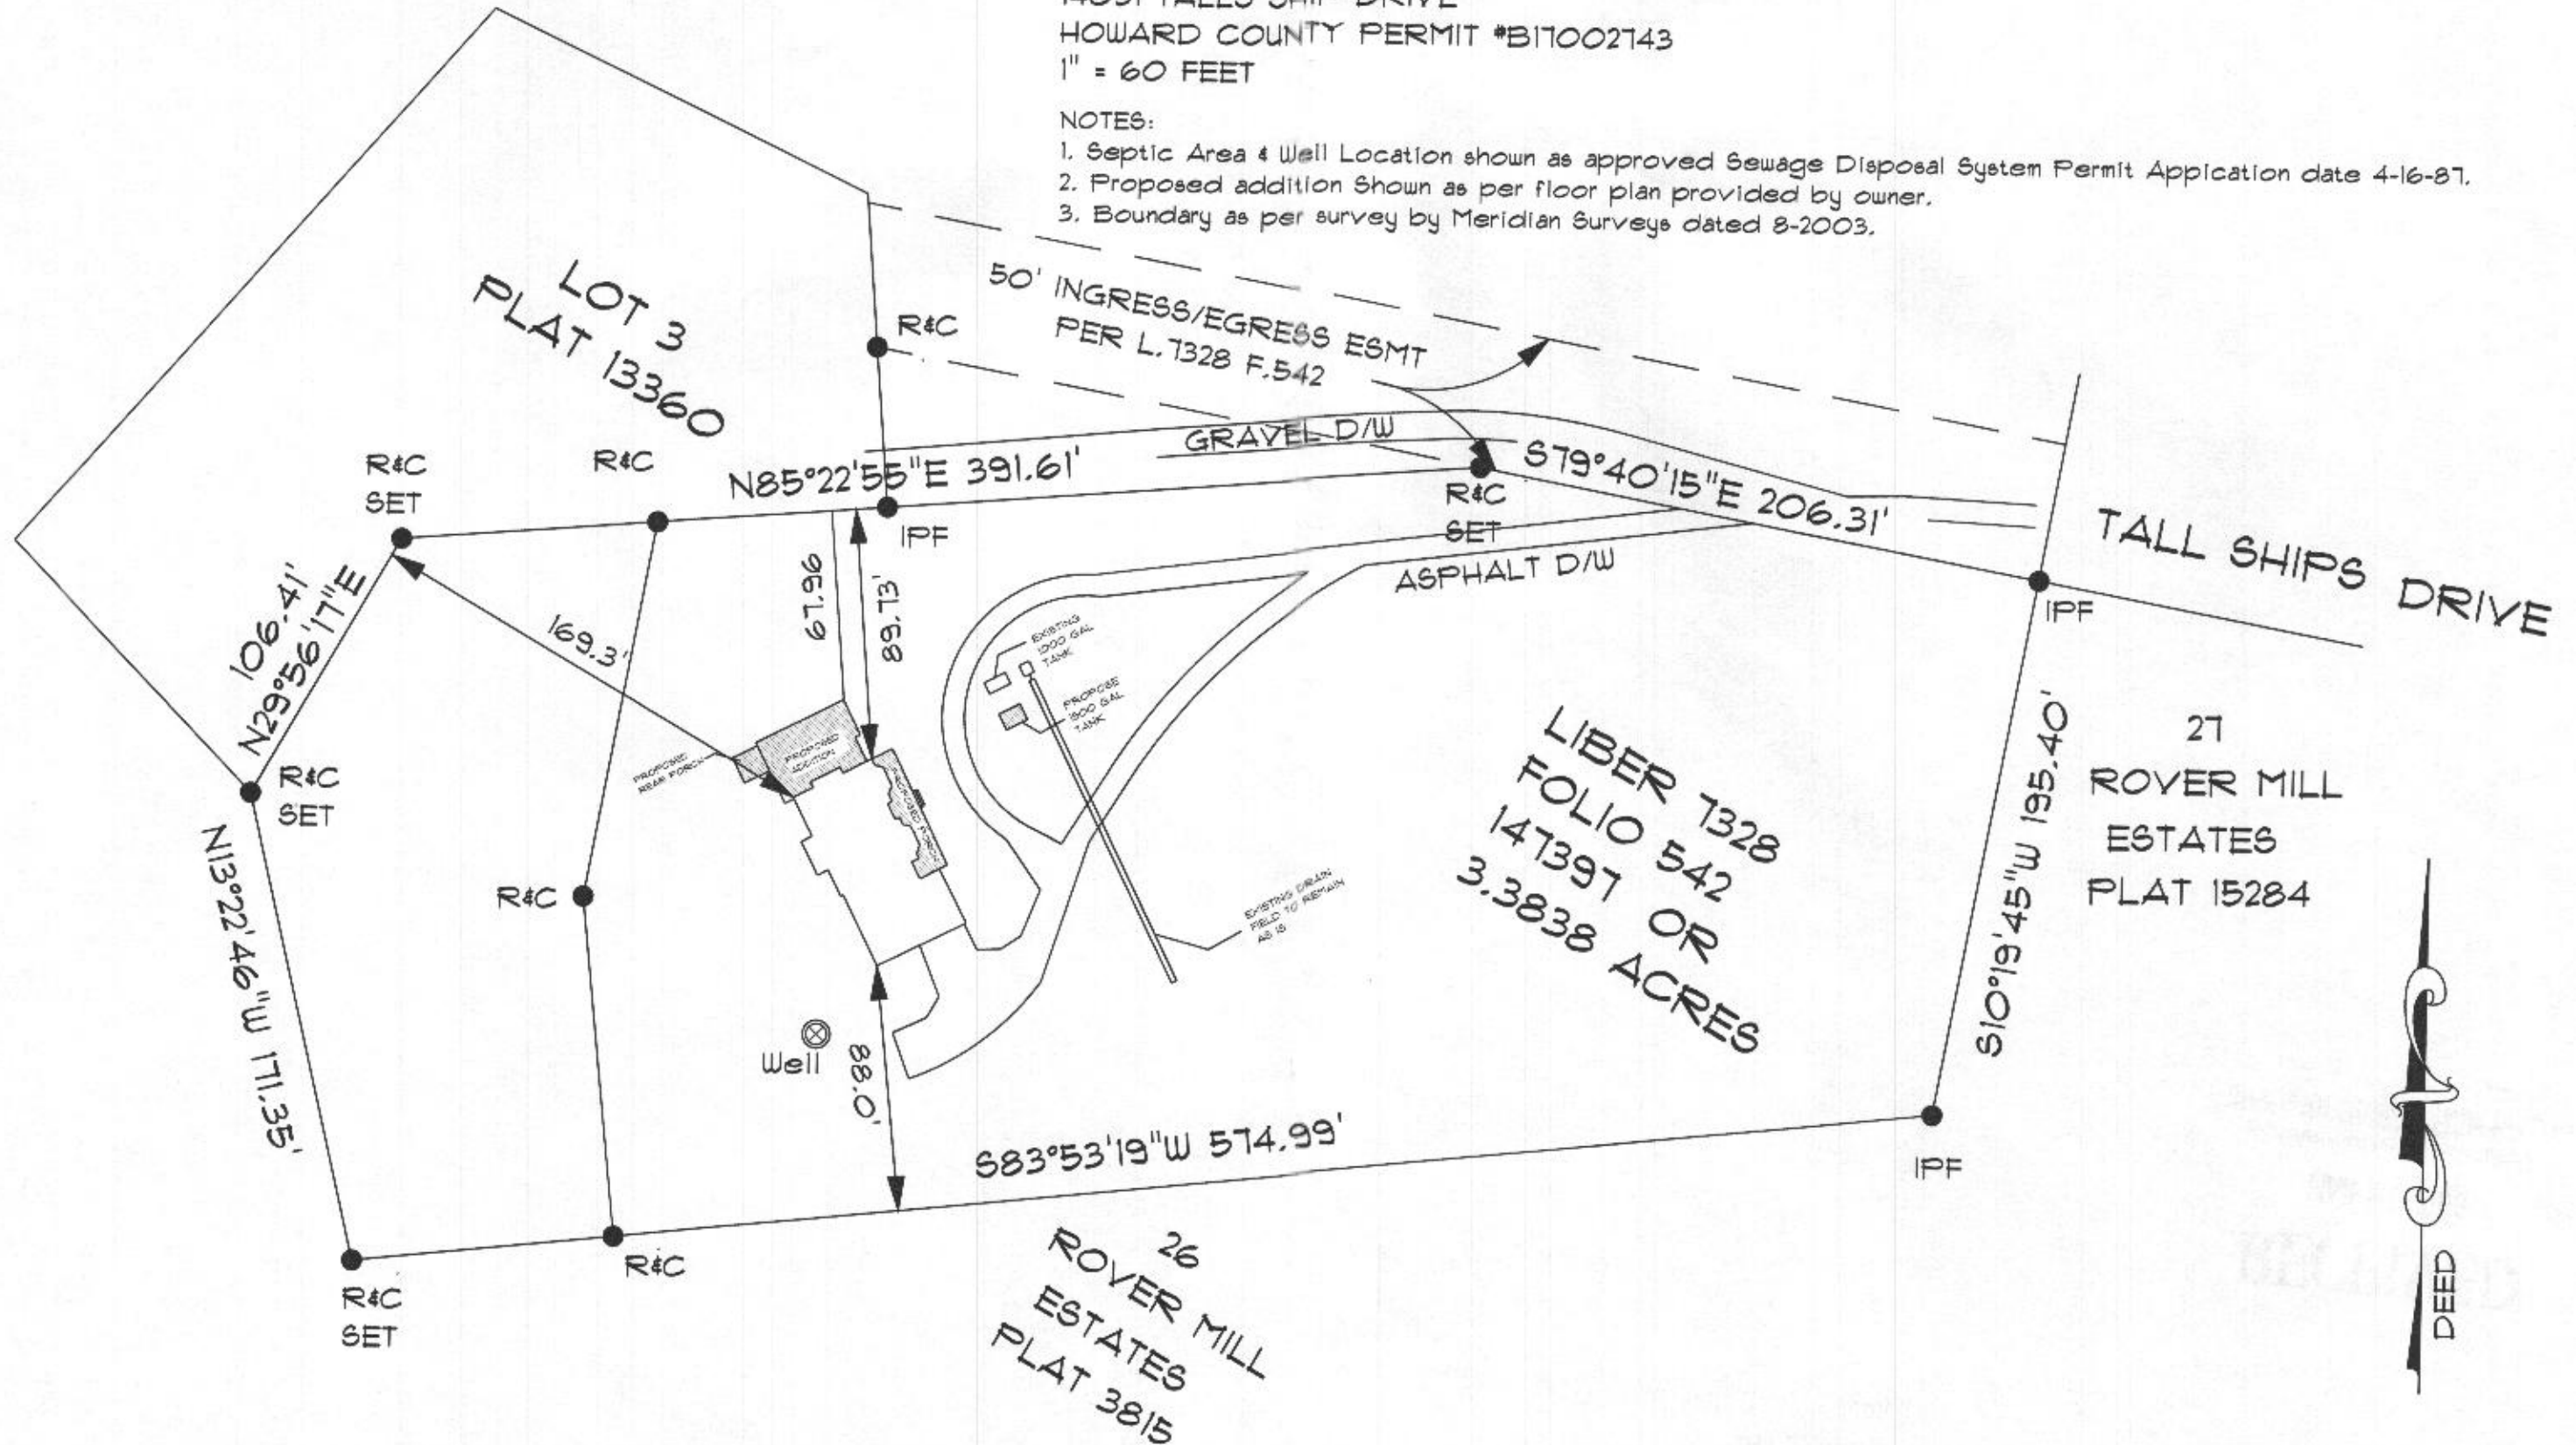 HOWARD COUNTY PERMIT #B17002743
1" = 60 FEET
NOTES:
1. Septic Area & Well Location shown as approved Sewage Disposal System Permit Appication date 4-16-87.
2. Proposed addition Shown as per floor plan provided by owner.
3. Boundary as per survey by Meridian Surveys dated 8-2003.
LOT 3
PLAT 13360
50' INGRESS/EGRESS ESMT
PER L.7328 F.542
R&C
GRAVEL D/W
N85°22'55"E 391.61'
S79°40'15"E 206.31'
R&C
SET
R&C
IPF
R&C
SET
ASPHALT D/W
TALL SHIPS DRIVE
IPF
106.41'
N29°56'17"E
169.3'
67.96
89.73'
EXISTING
1000 GAL
TANK
PROPOSE
1500 GAL
TANK
PROPOSED
REAR PORCH
PROPOSED
ADDITION
PROPOSED PORCH
R&C
SET
N13°22'46"W 171.35'
R&C
EXISTING DRAIN
FIELD TO REMAIN
AS IS
LIBER 7328
FOLIO 542
147397 OR
3.3838 ACRES
S10°19'45"W 195.40'
27
ROVER MILL
ESTATES
PLAT 15284
Well
88.0'
S83°53'19"W 574.99'
IPF
R&C
R&C
SET
26
ROVER MILL
ESTATES
PLAT 3815
DEED